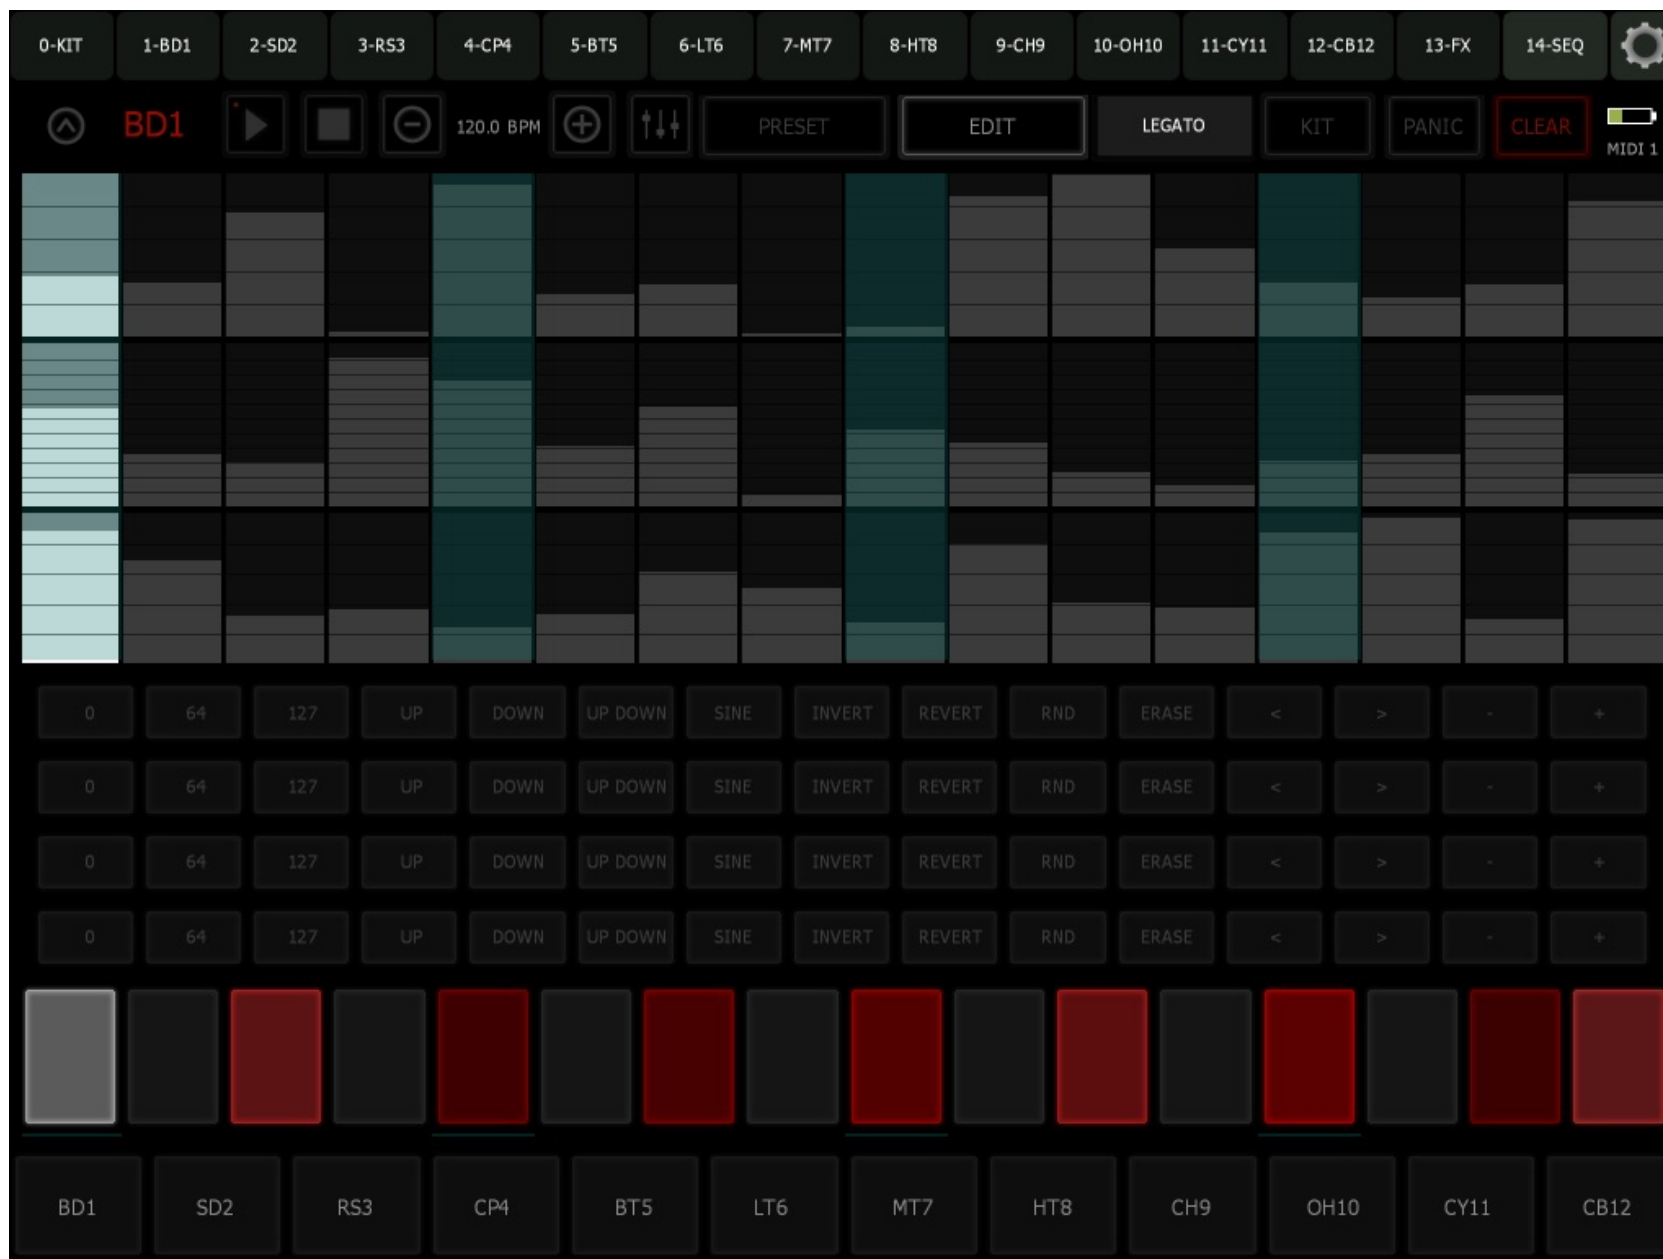 0-KIT 1-BD1 2-SD2 3-RS3 4-CP4 5-BT5 6-LT6 7-MT7 8-HT8 9-CH9 10-OH10 11-CY11 12-CB12 13-FX 14-SEQ
BD1 120.0 BPM PRESET EDIT LEGATO KIT PANIC CLEAR
MIDI 1
0 64 127 UP DOWN UP DOWN SINE INVERT REVERT RND ERASE < > - +
0 64 127 UP DOWN UP DOWN SINE INVERT REVERT RND ERASE < > - +
0 64 127 UP DOWN UP DOWN SINE INVERT REVERT RND ERASE < > - +
0 64 127 UP DOWN UP DOWN SINE INVERT REVERT RND ERASE < > - +
BD1 SD2 RS3 CP4 BT5 LT6 MT7 HT8 CH9 OH10 CY11 CB12